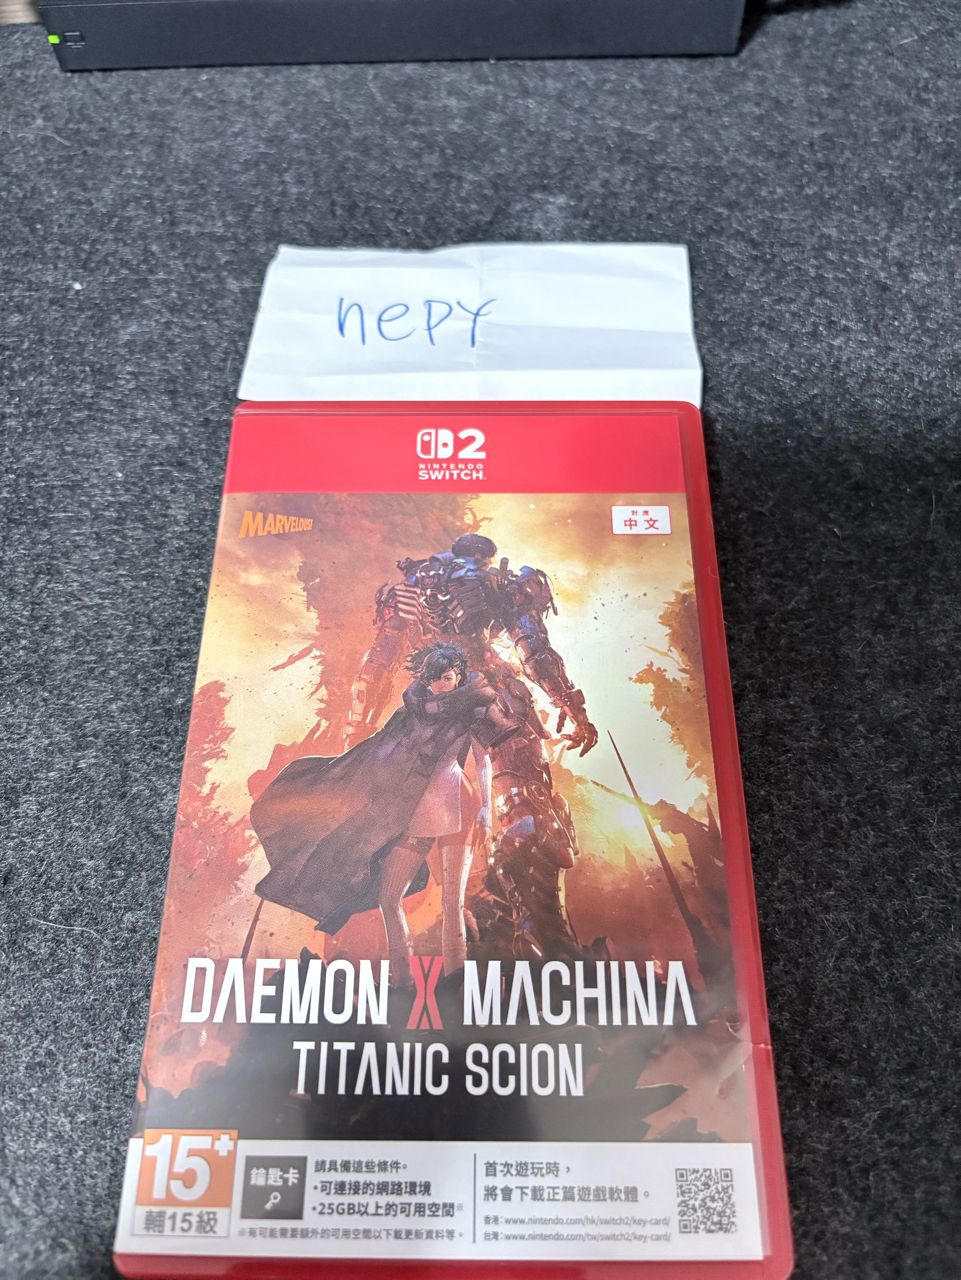 nepy
2
NINTENDO
SWITCH
MARVELOUS!
對應
中文
DAEMON X MACHINA
TITANIC SCION
15+
輔15級
鑰匙卡
請具備這些條件。
•可連接的網路環境
•25GB以上的可用空間※
※有可能需要額外的可用空間以下載更新資料等。
首次遊玩時，
將會下載正篇遊戲軟體。
香港：www.nintendo.com/hk/switch2/key-card/
台灣：www.nintendo.com/tw/switch2/key-card/